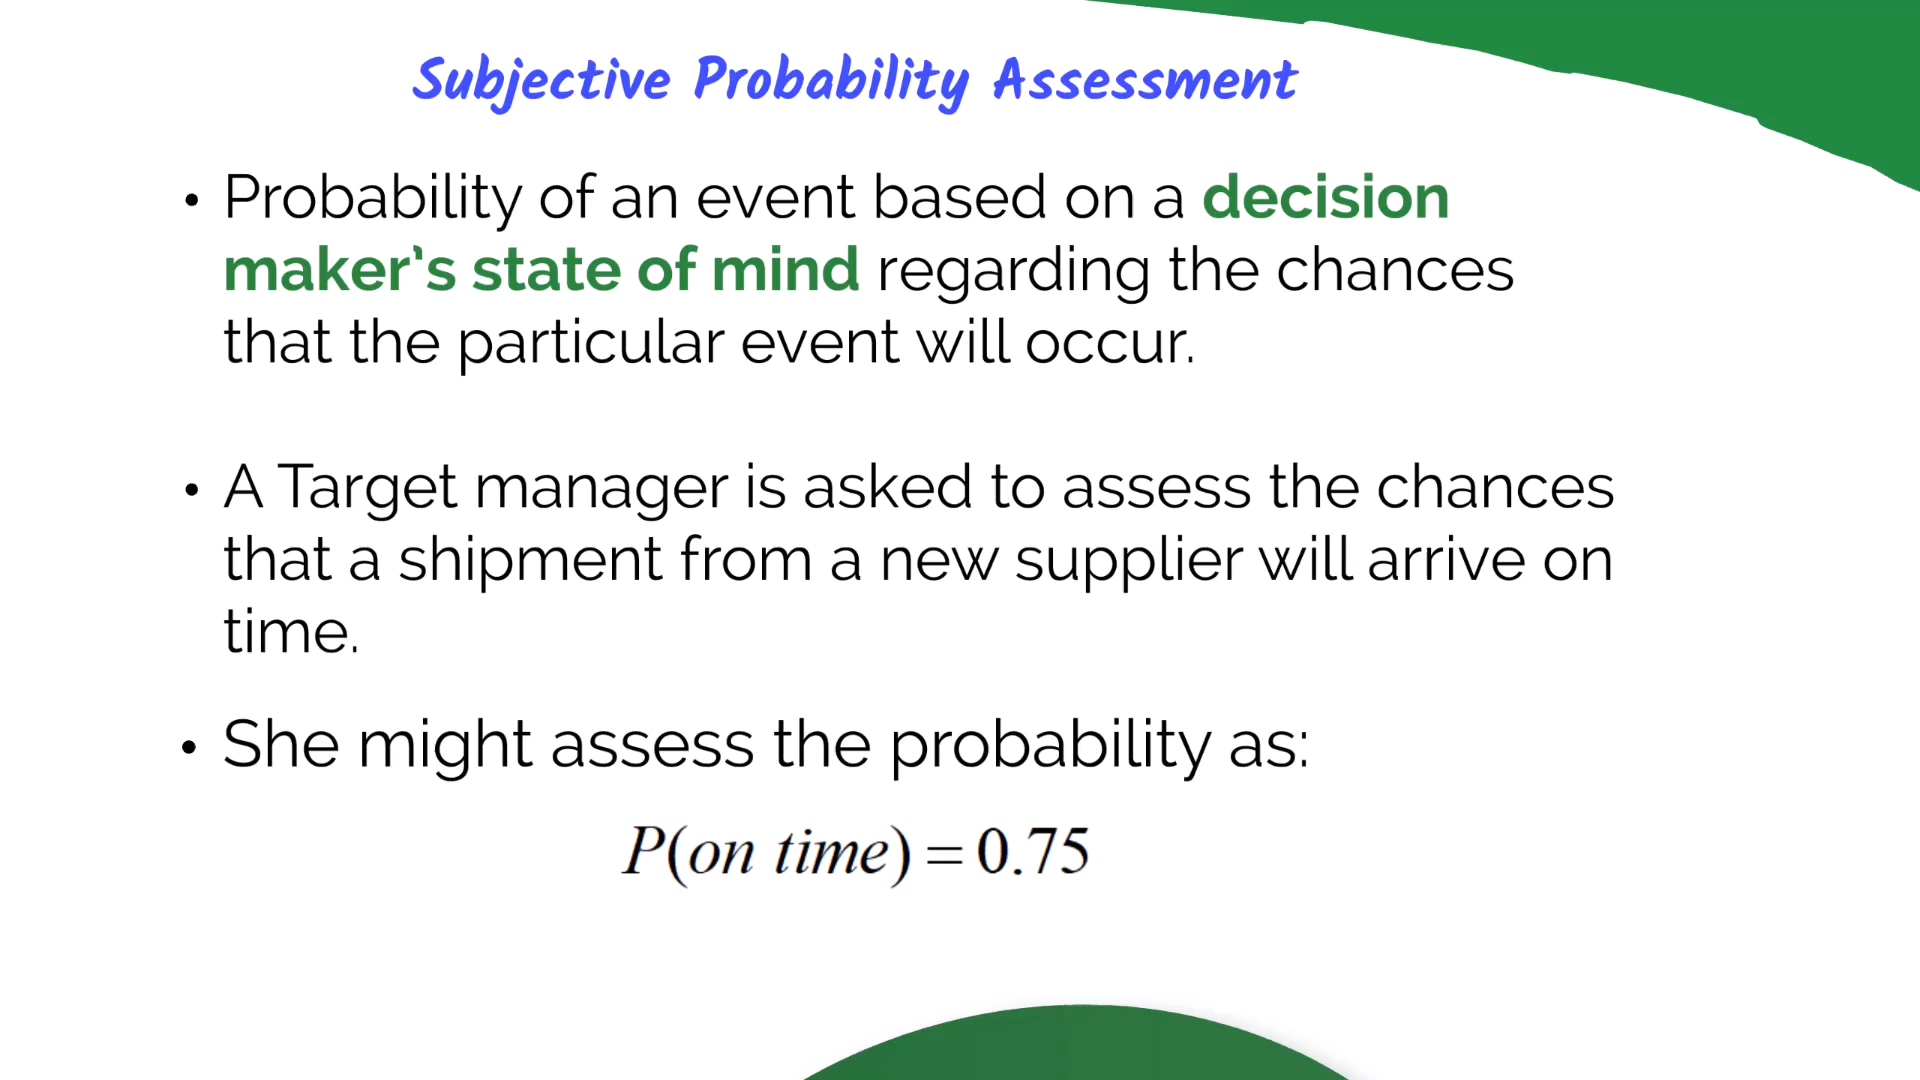 Subjective Probability Assessment
• Probability of an event based on a decision
maker’s state of mind regarding the chances
that the particular event will occur.
• A Target manager is asked to assess the chances
that a shipment from a new supplier will arrive on
time.
• She might assess the probability as:
P(on time) = 0.75